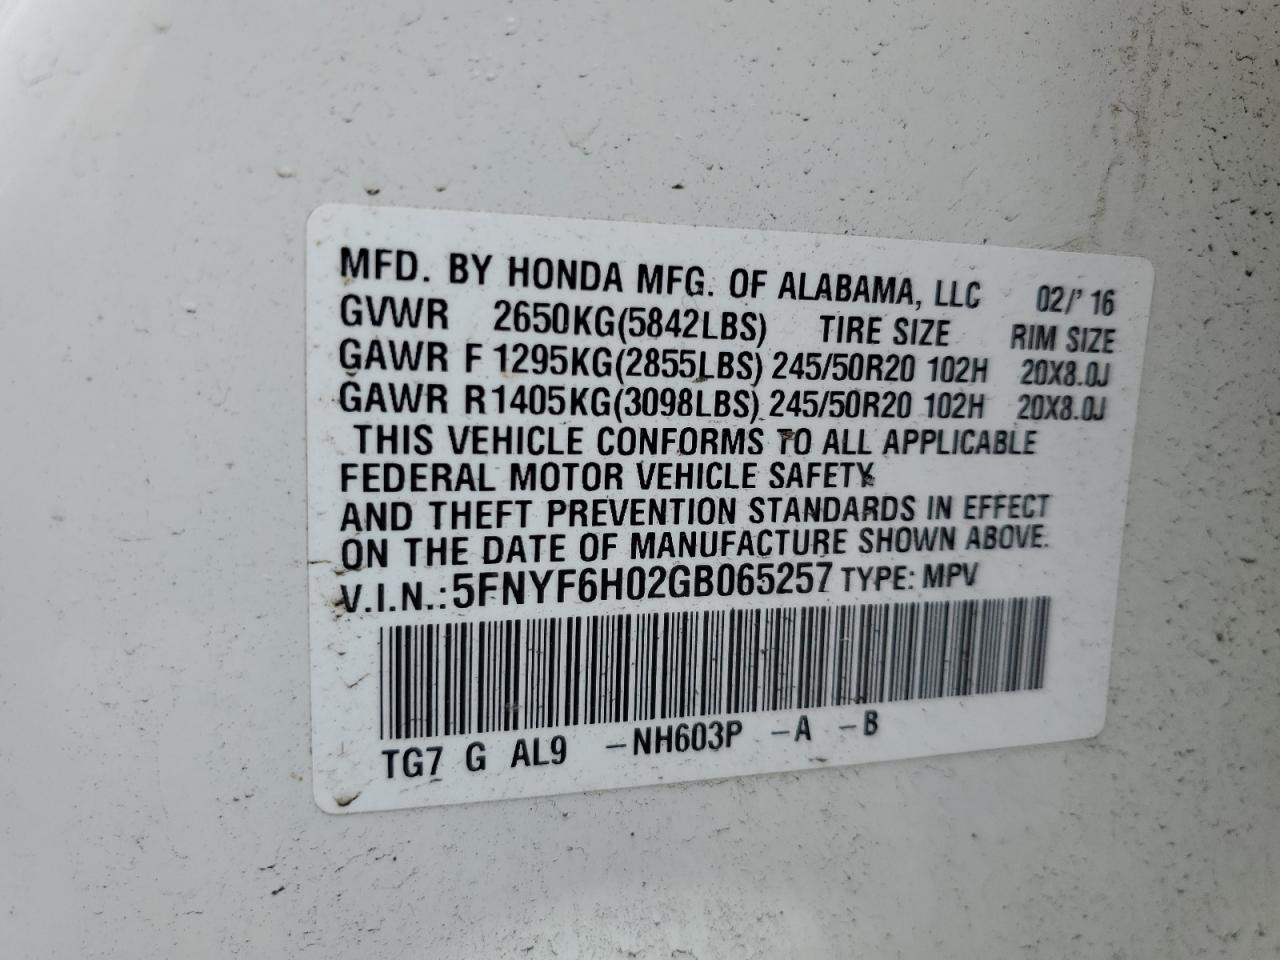 MFD. BY HONDA MFG. OF ALABAMA, LLC 02/' 16
GVWR 2650KG(5842LBS) TIRE SIZE RIM SIZE
GAWR F 1295KG(2855LBS) 245/50R20 102H 20X8.0J
GAWR R 1405KG(3098LBS) 245/50R20 102H 20X8.0J
THIS VEHICLE CONFORMS TO ALL APPLICABLE
FEDERAL MOTOR VEHICLE SAFETY
AND THEFT PREVENTION STANDARDS IN EFFECT
ON THE DATE OF MANUFACTURE SHOWN ABOVE.
V.I.N.: 5FNYF6H02GB065257 TYPE: MPV
TG7 G AL9 -NH603P -A -B